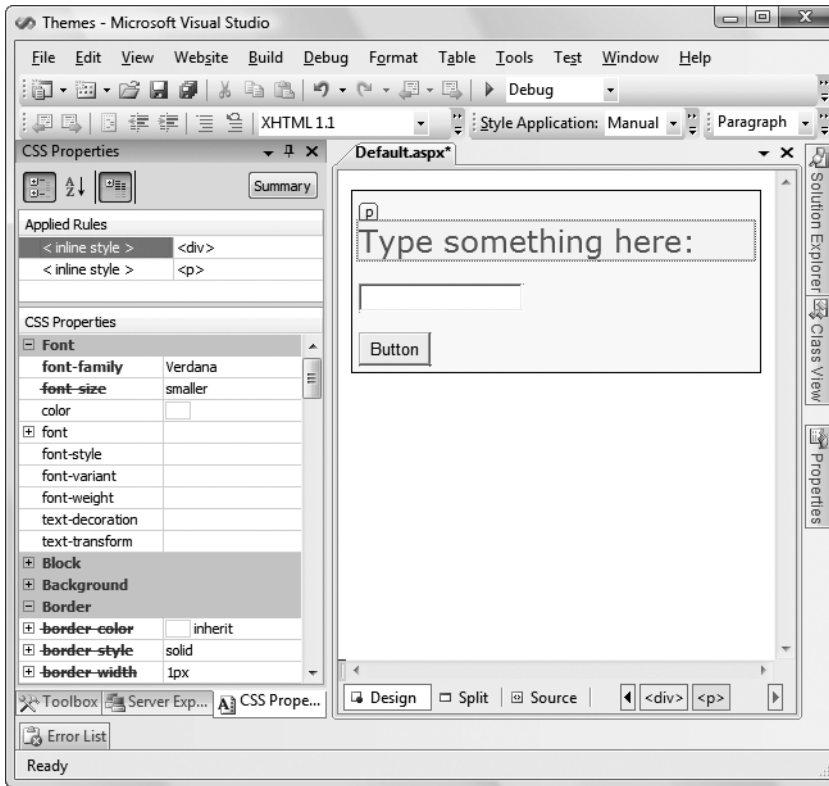 Themes - Microsoft Visual Studio
File Edit View Website Build Debug Format Table Tools Test Window Help
Debug
XHTML 1.1 Style Application: Manual Paragraph
CSS Properties
Default.aspx*
Summary
Applied Rules
< inline style > <div>
< inline style > <p>
CSS Properties
Font
font-family Verdana
font-size smaller
color
font
font-style
font-variant
font-weight
text-decoration
text-transform
Block
Background
Border
border-color inherit
border-style solid
border-width 1px
Toolbox Server Exp... CSS Prope...
p
Type something here:
Button
Design Split Source <div> <p>
Solution Explorer
Class View
Properties
Error List
Ready